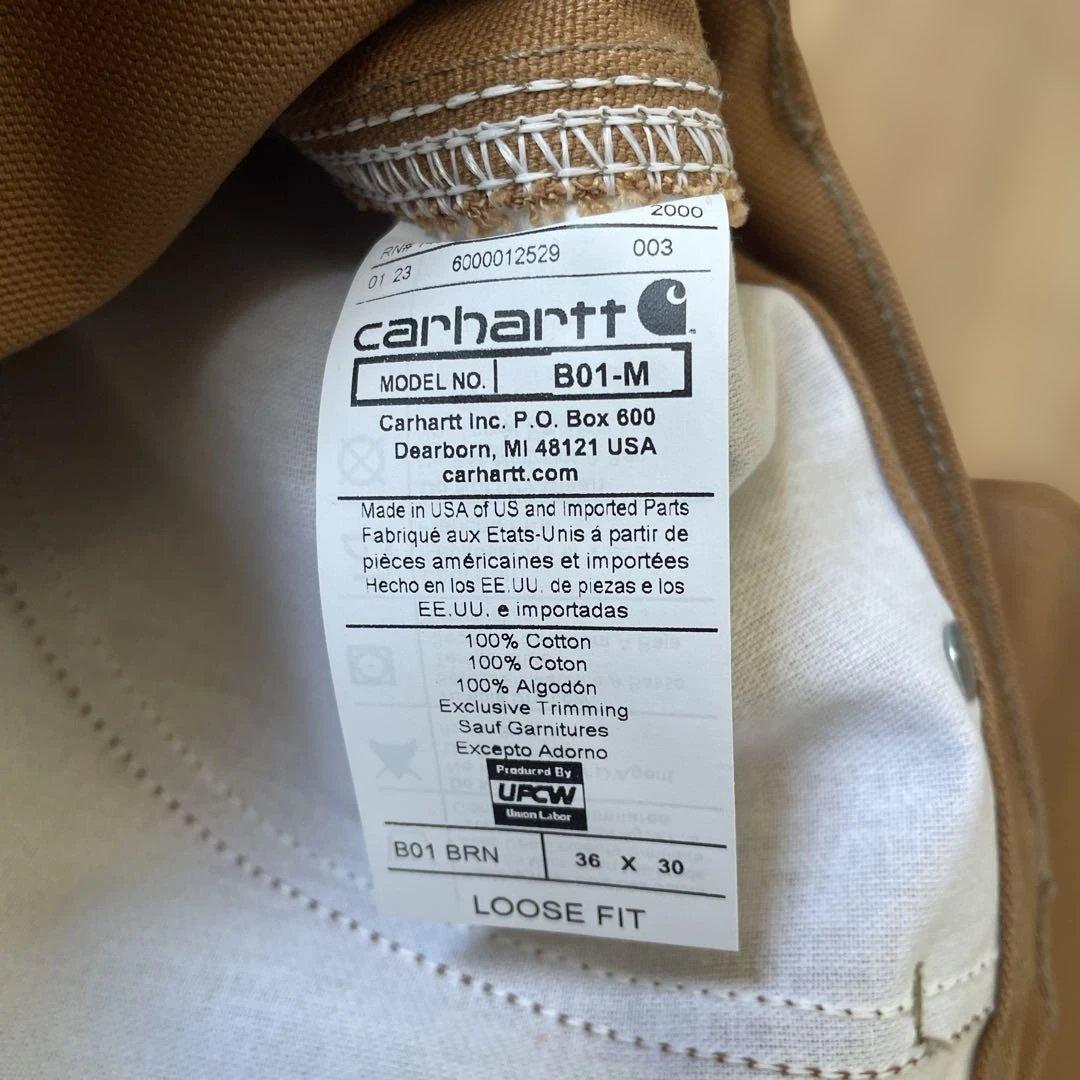 RN# 2000
01 23 6000012529 003
carhartt
MODEL NO. B01-M
Carhartt Inc. P.O. Box 600
Dearborn, MI 48121 USA
carhartt.com
Made in USA of US and Imported Parts
Fabriqué aux Etats-Unis á partir de
pièces américaines et importées
Hecho en los EE.UU. de piezas e los
EE.UU. e importadas
100% Cotton
100% Coton
100% Algodón
Exclusive Trimming
Sauf Garnitures
Excepto Adorno
Produced By
UFCW
Union Labor
B01 BRN 36 X 30
LOOSE FIT